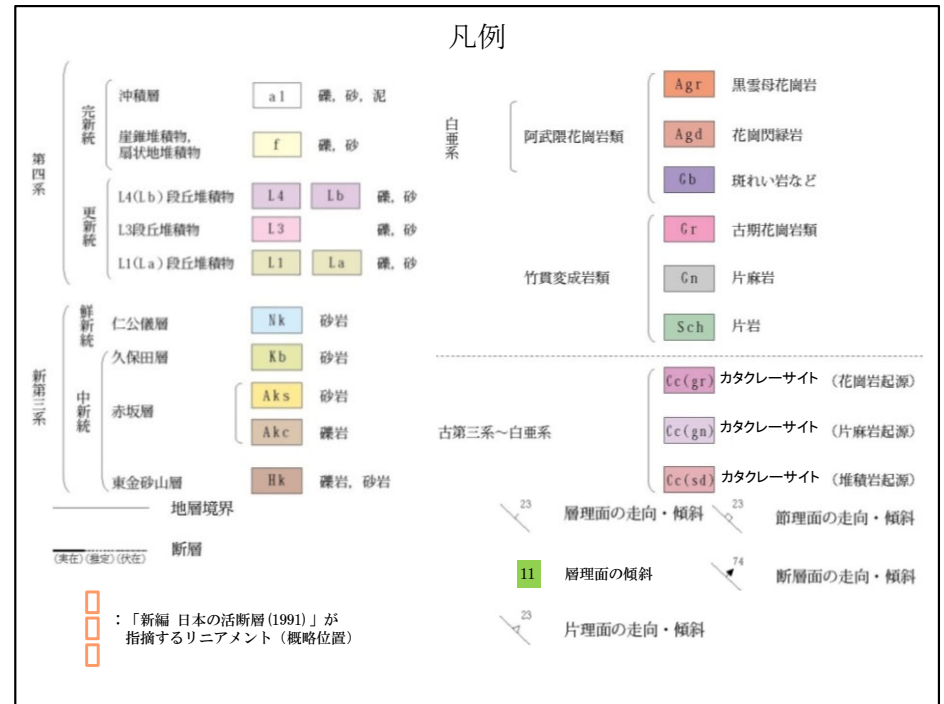 凡例
第四系
完新統
沖積層 al 礫, 砂, 泥
崖錐堆積物,
扇状地堆積物 f 礫, 砂
更新統
L4(Lb)段丘堆積物 L4 Lb 礫, 砂
L3段丘堆積物 L3 礫, 砂
L1(La)段丘堆積物 L1 La 礫, 砂
新第三系
鮮新統
仁公儀層 Nk 砂岩
中新統
久保田層 Kb 砂岩
赤坂層 Aks 砂岩
Akc 礫岩
東金砂山層 Hk 礫岩, 砂岩
白亜系
阿武隈花崗岩類
Agr 黒雲母花崗岩
Agd 花崗閃緑岩
Gb 斑れい岩など
竹貫変成岩類
Gr 古期花崗岩類
Gn 片麻岩
Sch 片岩
古第三系～白亜系
Cc(gr) カタクレーサイト (花崗岩起源)
Cc(gn) カタクレーサイト (片麻岩起源)
Cc(sd) カタクレーサイト (堆積岩起源)
地層境界
断層
(実在)(推定)(伏在)
:「新編 日本の活断層(1991)」が
指摘するリニアメント（概略位置）
23 層理面の走向・傾斜
23 節理面の走向・傾斜
11 層理面の傾斜
74 断層面の走向・傾斜
23 片理面の走向・傾斜